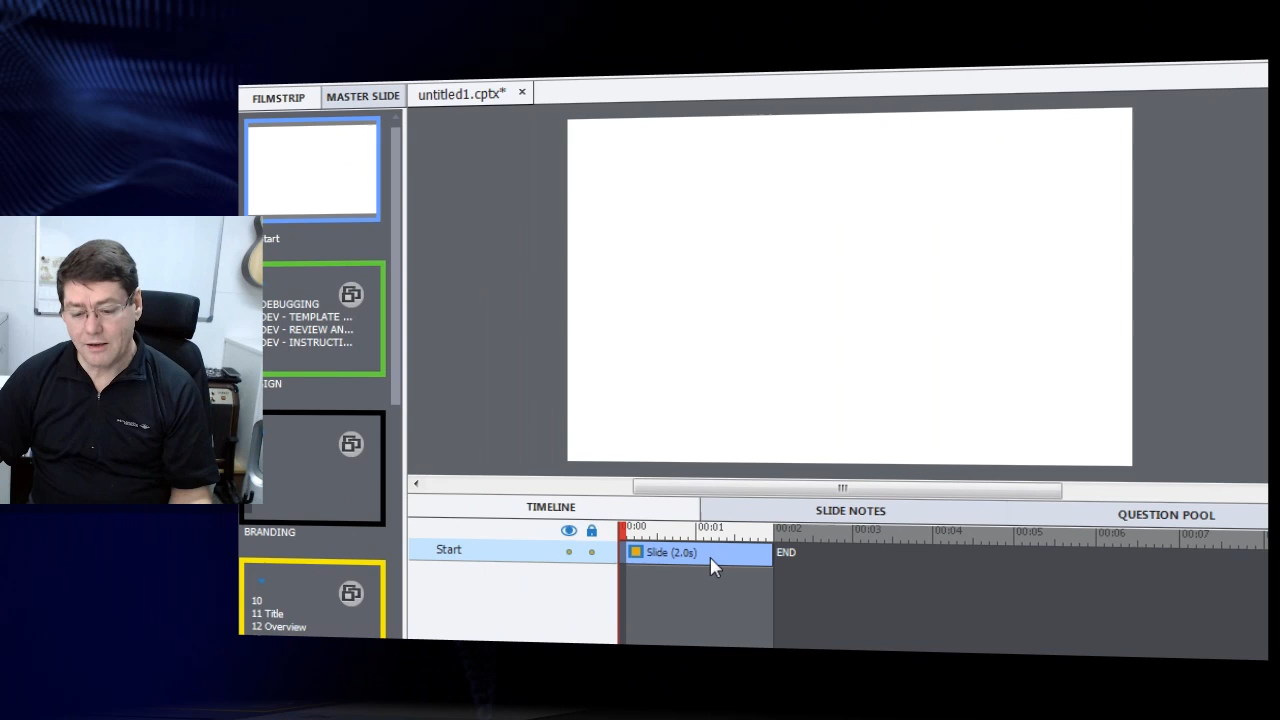 FILMSTRIP
MASTER SLIDE
untitled1.cptx* ×
tart
DEBUGGING
DEV - TEMPLATE ...
DEV - REVIEW AN...
DEV - INSTRUCTI...
IGN
BRANDING
10
11 Title
12 Overview
TIMELINE
SLIDE NOTES
QUESTION POOL
00:00 00:01 00:02 00:03 00:04 00:05 00:06 00:07
Start
Slide (2.0s)
END